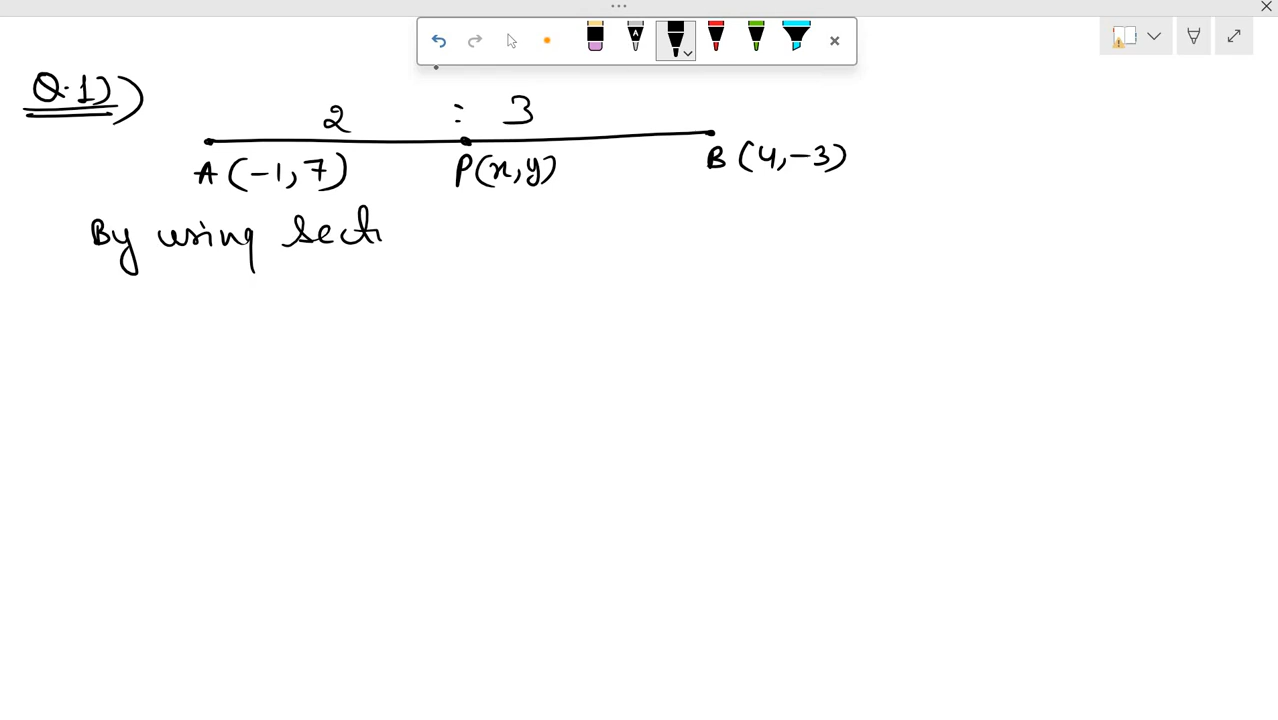 Q.1))
2 : 3
A (-1, 7) P(x, y) B (4, -3)
By using secti